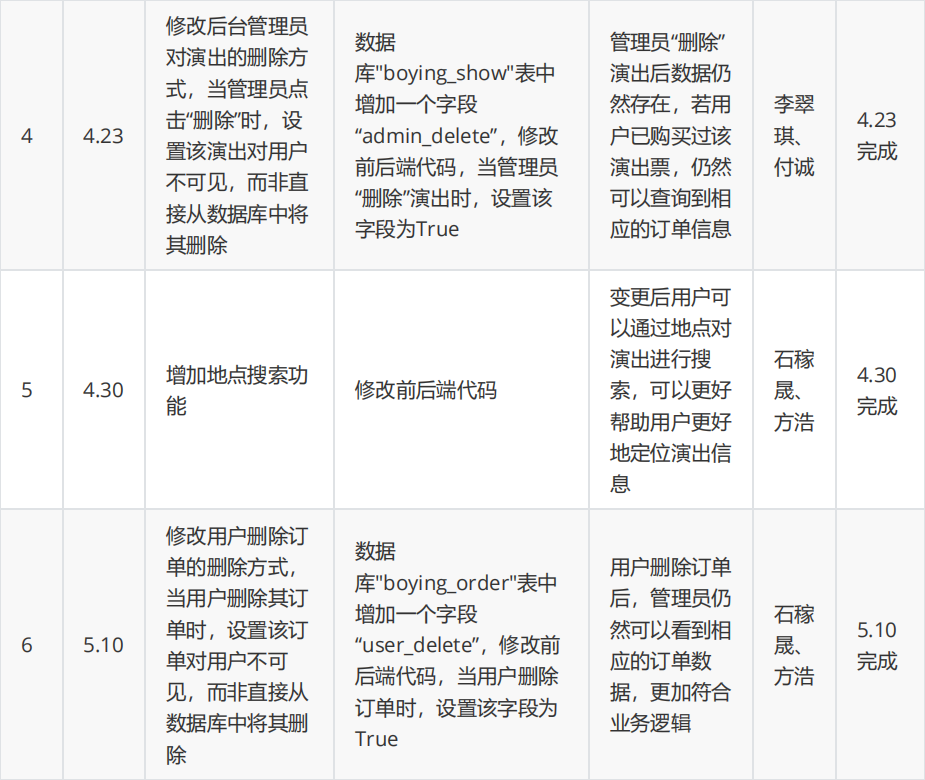 4
4.23
修改后台管理员
对演出的删除方
式，当管理员点
击“删除”时，设
置该演出对用户
不可见，而非直
接从数据库中将
其删除
数据
库"boying_show"表中
增加一个字段
“admin_delete”，修改
前后端代码，当管理员
“删除”演出时，设置该
字段为True
管理员“删除”
演出后数据仍
然存在，若用
户已购买过该
演出票，仍然
可以查询到相
应的订单信息
李翠
琪、
付诚
4.23
完成
5
4.30
增加地点搜索功
能
修改前后端代码
变更后用户可
以通过地点对
演出进行搜
索，可以更好
帮助用户更好
地定位演出信
息
石稼
晟、
方浩
4.30
完成
6
5.10
修改用户删除订
单的删除方式，
当用户删除其订
单时，设置该订
单对用户不可
见，而非直接从
数据库中将其删
除
数据
库"boying_order"表中
增加一个字段
“user_delete”，修改前
后端代码，当用户删除
订单时，设置该字段为
True
用户删除订单
后，管理员仍
然可以看到相
应的订单数
据，更加符合
业务逻辑
石稼
晟、
方浩
5.10
完成